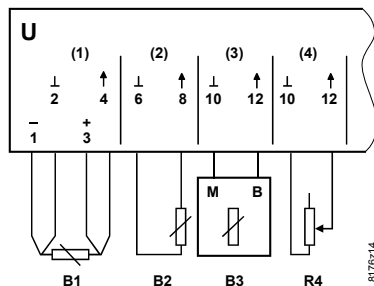 U
(1) (2) (3) (4)
⊥ ↑ ⊥ ↑ ⊥ ↑ ⊥ ↑
2 4 6 8 10 12 10 12
– +
1 3
M B
B1 B2 B3 R4
8176z14